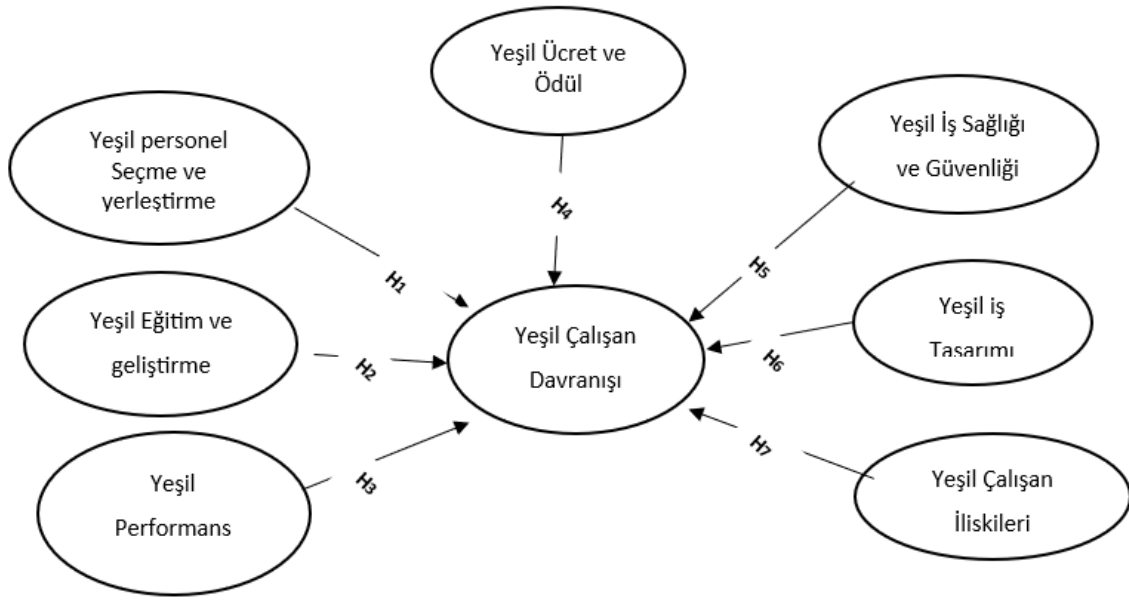 Yeşil Ücret ve
Ödül
Yeşil personel
Seçme ve
yerleştirme
Yeşil İş Sağlığı
ve Güvenliği
H4
H1
H5
Yeşil Eğitim ve
geliştirme
Yeşil Çalışan
Davranışı
Yeşil iş
Tasarımı
H2
H6
H3
H7
Yeşil
Performans
Yeşil Çalışan
İliskileri